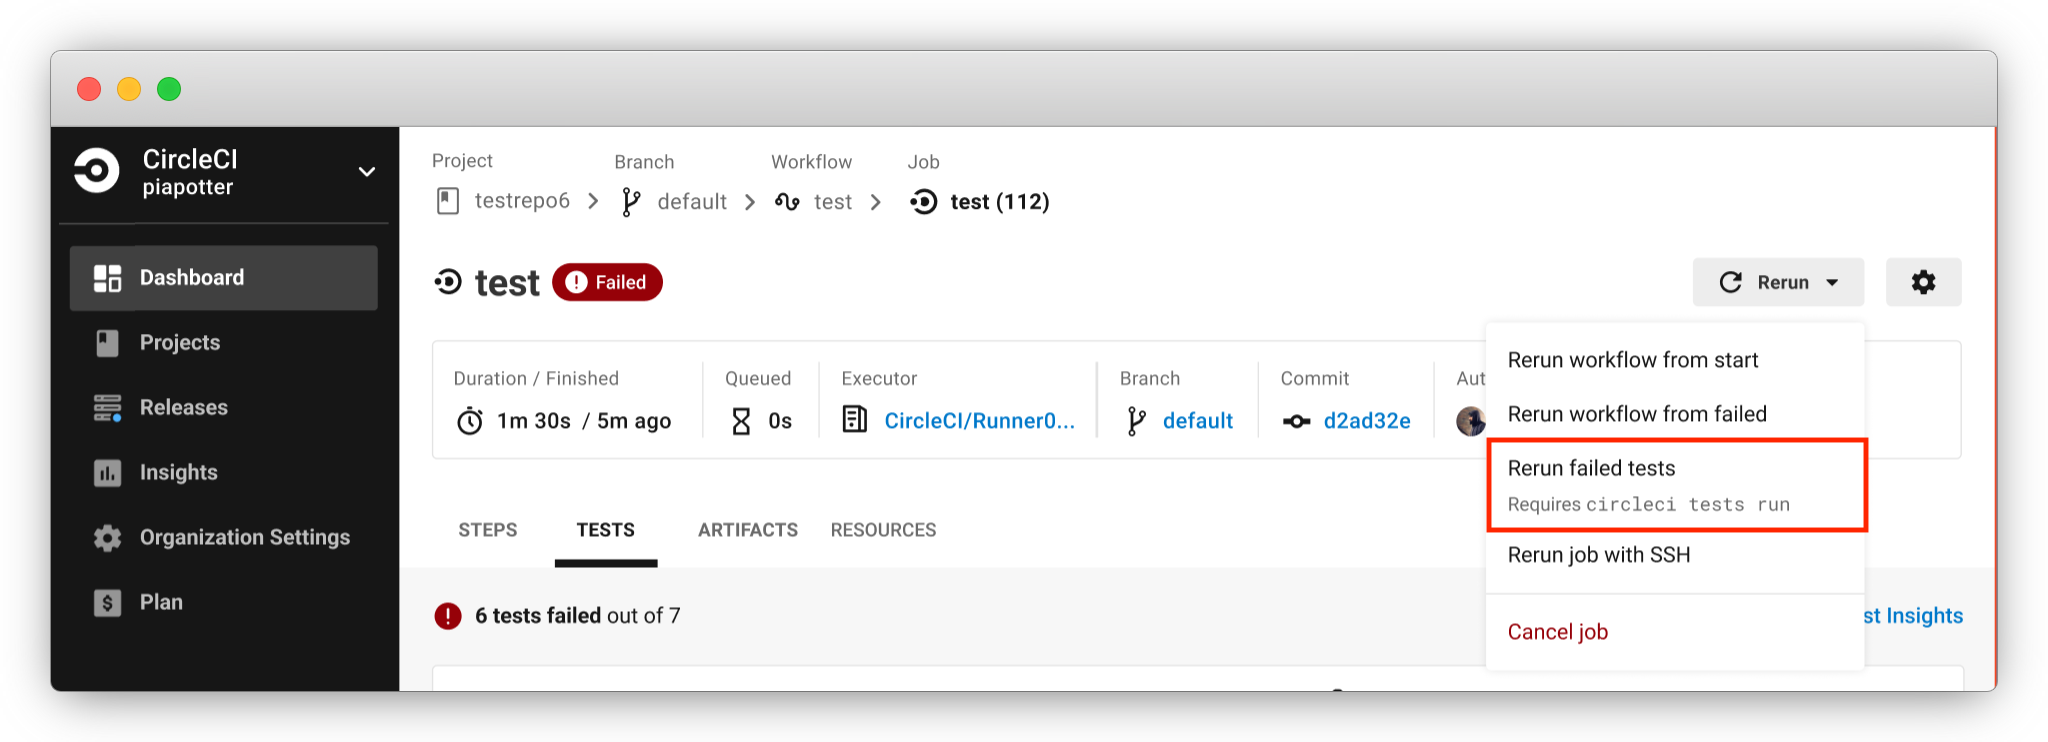 CircleCI
piapotter
Dashboard
Projects
Releases
Insights
Organization Settings
Plan
Project Branch Workflow Job
testrepo6 default test test (112)
test Failed
Rerun
Duration / Finished Queued Executor Branch Commit Aut
1m 30s / 5m ago 0s CircleCI/Runner0... default d2ad32e
Rerun workflow from start
Rerun workflow from failed
Rerun failed tests
Requires circleci tests run
Rerun job with SSH
Cancel job
STEPS TESTS ARTIFACTS RESOURCES
6 tests failed out of 7
st Insights